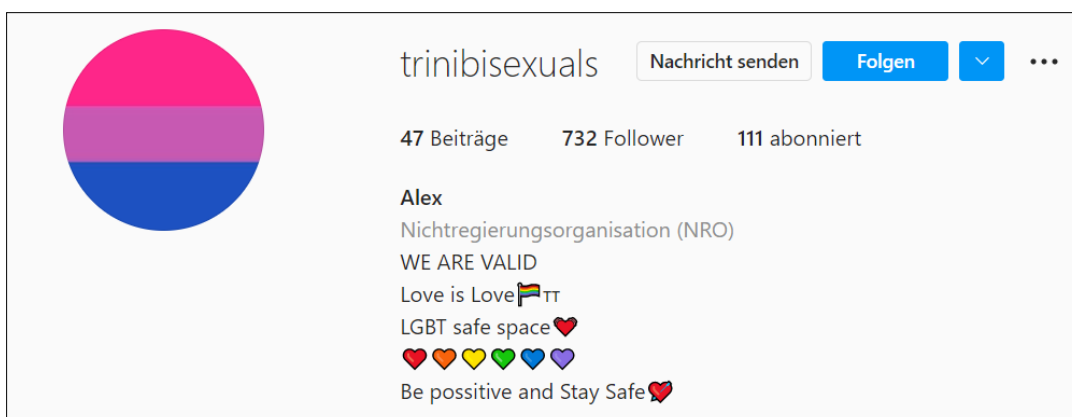 trinibisexuals Nachricht senden Folgen
47 Beiträge 732 Follower 111 abonniert
Alex
Nichtregierungsorganisation (NRO)
WE ARE VALID
Love is Love🏳️‍🌈TT
LGBT safe space❤️
❤️🧡💛💚💙💜
Be possitive and Stay Safe💘